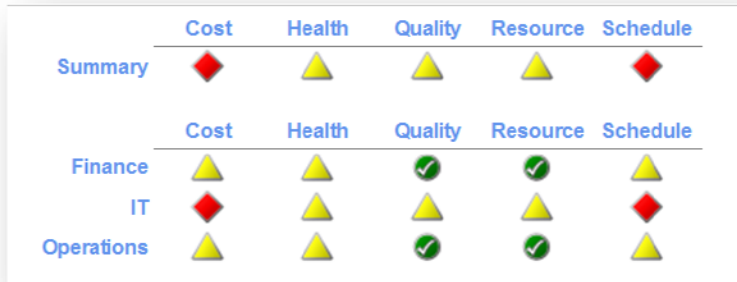 Cost Health Quality Resource Schedule
Summary
Cost Health Quality Resource Schedule
Finance
IT
Operations